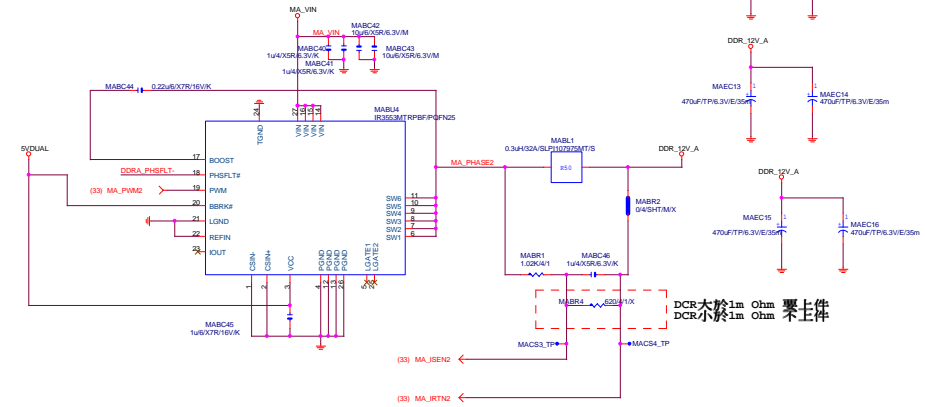 MA_VIN
MA_VIN
MABC42
10u/6/X5R/6.3V/M
MABC40
1u/4/X5R/6.3V/K
MABC41
1u/4/X5R/6.3V/K
MABC43
10u/6/X5R/6.3V/M
MABC44
0.22u/6/X7R/16V/K
MABU4
IR3553MTRPBF/PQFN25
24
TGND
27
16
15
14
VIN
VIN
VIN
VIN
5VDUAL
17
BOOST
DDRA_PHSFLT-
18
PHSFLT#
(33) MA_PWM2
19
PWM
20
BBRK#
21
LGND
22
REFIN
23
IOUT
SW6
11
SW5
10
SW4
9
SW3
8
SW2
7
SW1
6
CSIN-
CSIN+
VCC
PGND
PGND
PGND
PGND
LGATE1
LGATE2
1
2
3
4
12
13
26
5
MABC45
1u/6/X7R/16V/K
MA_PHASE2
MABL1
0.3uH/32A/SLPI107975MT/S
DDR_12V_A
MABR2
0/4/SHT/M/X
MABR1
1.02K/4/1
MABC46
1u/4/X5R/6.3V/K
MABR4
620/4/1/X
DCR大於1m Ohm 要上件
DCR小於1m Ohm 不上件
MACS3_TP
MACS4_TP
(33) MA_ISEN2
(33) MA_IRTN2
DDR_12V_A
MAEC13
470uF/TP/6.3V/E/35m
1
MAEC14
470uF/TP/6.3V/E/35m
1
DDR_12V_A
MAEC15
470uF/TP/6.3V/E/35m
1
MAEC16
470uF/TP/6.3V/E/35m
1